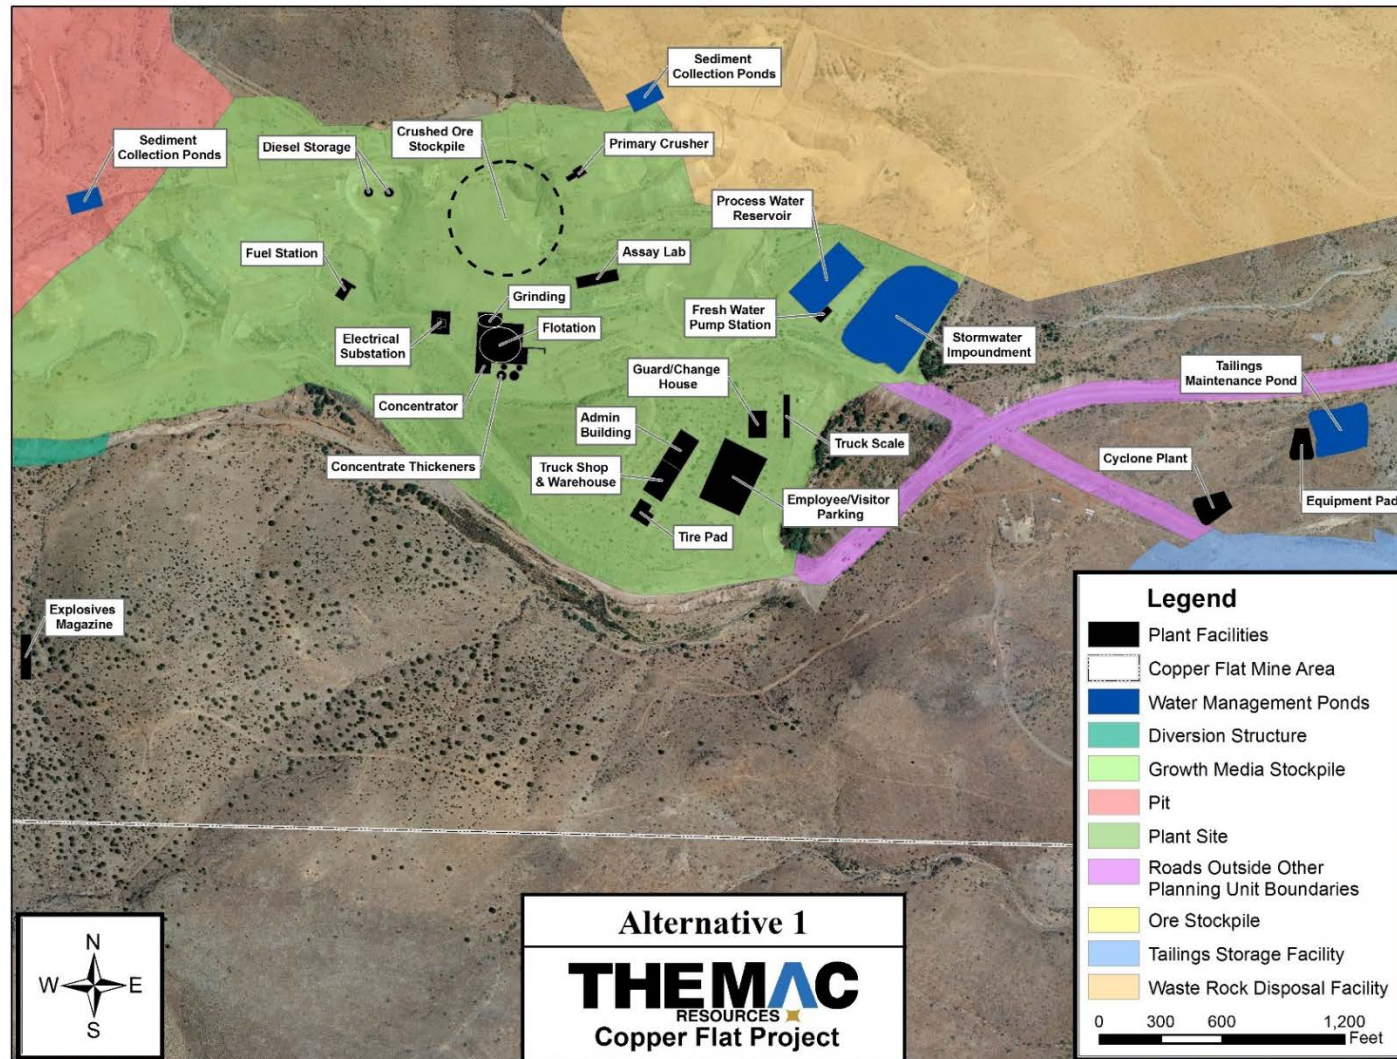 Sediment
Collection Ponds
Sediment
Collection Ponds
Diesel Storage
Crushed Ore
Stockpile
Primary Crusher
Process Water
Reservoir
Fuel Station
Assay Lab
Grinding
Flotation
Electrical
Substation
Fresh Water
Pump Station
Stormwater
Impoundment
Guard/Change
House
Tailings
Maintenance Pond
Concentrator
Admin
Building
Truck Scale
Concentrate Thickeners
Truck Shop
& Warehouse
Cyclone Plant
Employee/Visitor
Parking
Equipment Pad
Tire Pad
Explosives
Magazine
Legend
Plant Facilities
Copper Flat Mine Area
Water Management Ponds
Diversion Structure
Growth Media Stockpile
Pit
Plant Site
Roads Outside Other
Planning Unit Boundaries
Ore Stockpile
Tailings Storage Facility
Waste Rock Disposal Facility
0 300 600 1,200
Feet
N
W E
S
Alternative 1
THEMAC
RESOURCES
Copper Flat Project